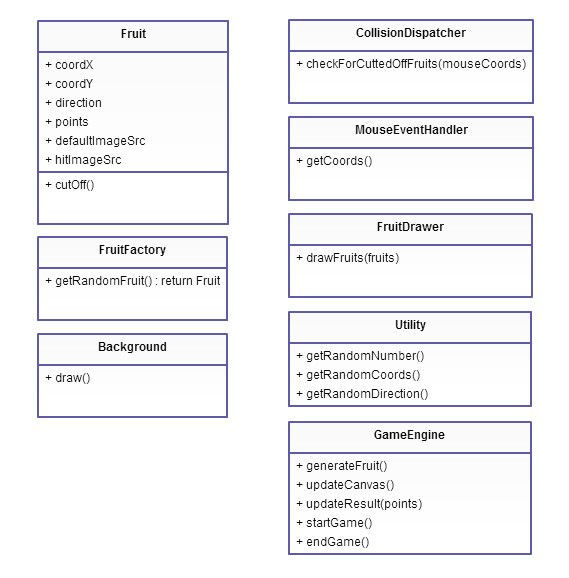 Fruit
+ coordX
+ coordY
+ direction
+ points
+ defaultImageSrc
+ hitImageSrc
+ cutOff()
FruitFactory
+ getRandomFruit() : return Fruit
Background
+ draw()
CollisionDispatcher
+ checkForCuttedOffFruits(mouseCoords)
MouseEventHandler
+ getCoords()
FruitDrawer
+ drawFruits(fruits)
Utility
+ getRandomNumber()
+ getRandomCoords()
+ getRandomDirection()
GameEngine
+ generateFruit()
+ updateCanvas()
+ updateResult(points)
+ startGame()
+ endGame()